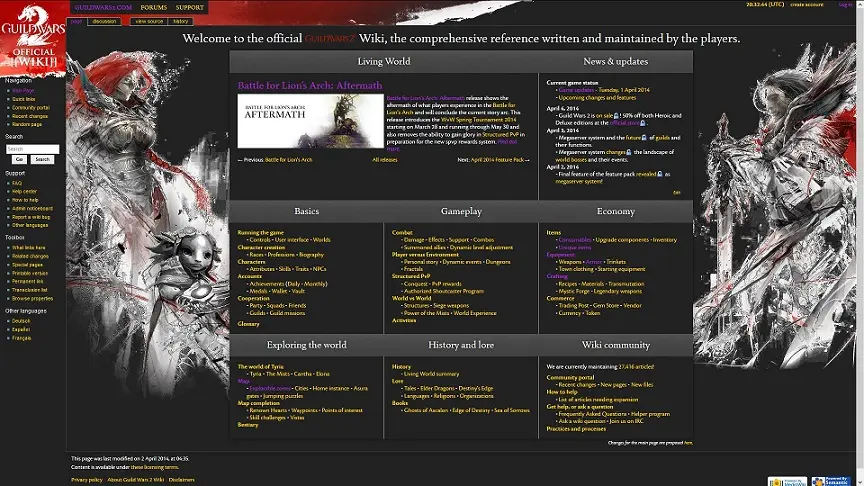 GUILDWARS2.COM FORUMS SUPPORT
20:33:44 (UTC) create account Log in
page discussion view source history
GUILD WARS 2
OFFICIAL
WIKI
Welcome to the official GUILD WARS 2 Wiki, the comprehensive reference written and maintained by the players.
Navigation
Main Page
Quick links
Community portal
Recent changes
Random page
Search
Search
Go Search
Support
FAQ
Help center
How to help
Admin noticeboard
Report a wiki bug
Other languages
Toolbox
What links here
Related changes
Special pages
Printable version
Permanent link
Transclusion list
Browse properties
Other languages
Deutsch
Español
Français
Living World
Battle for Lion's Arch: Aftermath
BATTLE FOR LION'S ARCH:
AFTERMATH
Battle for Lion's Arch: Aftermath release shows the
aftermath of what players experience in the Battle for
Lion's Arch and will conclude the current arc. This
release introduces the WvW Spring Tournament 2014
starting on March 28 and running through May 30 and
also removes the ability to gain glory in Structured PvP in
preparation for the new spvp rewards system. Find out
more.
← Previous: Battle for Lion's Arch All releases Next: April 2014 Feature Pack →
News & updates
Current game status
• Game updates - Tuesday, 1 April 2014
• Upcoming changes and features
April 6, 2014
• Guild Wars 2 is on sale! 50% off both Heroic
and Deluxe editions at the official store.
April 3, 2014
• Megaserver system and the future of guilds and
their functions.
• Megaserver system changes the landscape of
world bosses and their events.
April 2, 2014
• Final feature of the feature pack revealed as
megaserver system!
Basics
Running the game
• Controls • User interface • Worlds
Character creation
• Races • Professions • Biography
Characters
• Attributes • Skills • Traits • NPCs
Accounts
• Achievements (Daily • Monthly)
• Medals • Wallet • Vault
Cooperation
• Party • Squads • Friends
• Guilds • Guild missions
Glossary
Gameplay
Combat
• Damage • Effects • Support • Combos
• Summoned allies • Dynamic level adjustment
Player versus Environment
• Personal story • Dynamic events • Dungeons
• Fractals
Structured PvP
• Conquest • PvP rewards
• Authorized Shoutcaster Program
World vs World
• Structures • Siege weapons
• Power of the Mists • World Experience
Activities
Economy
Items
• Consumables • Upgrade components • Inventory
• Unique items
Equipment
• Weapons • Armor • Trinkets
• Town clothing • Starting equipment
Crafting
• Recipes • Materials • Transmutation
• Mystic Forge • Legendary weapons
Commerce
• Trading Post • Gem Store • Vendor
• Currency • Token
Exploring the world
The world of Tyria
• Tyria • The Mists • Cantha • Elona
Map
• Explorable zones • Cities • Home instance • Asura
gates • Jumping puzzles
Map completion
• Renown Hearts • Waypoints • Points of interest
• Skill challenges • Vistas
Bestiary
History and lore
History
• Living World summary
Lore
• Tales • Elder Dragons • Destiny's Edge
• Languages • Religions • Organizations
Books
• Ghosts of Ascalon • Edge of Destiny • Sea of Sorrows
Wiki community
We are currently maintaining 27,416 articles!
Community portal
• Recent changes • New pages • New files
How to help
• List of articles needing expansion
Get help, or ask a question
• Frequently Asked Questions • Helper program
• Ask a wiki question • Join us on IRC
Practices and processes
Changes for the main page are proposed here.
This page was last modified on 2 April 2014, at 04:35.
Content is available under these licensing terms.
Privacy policy About Guild Wars 2 Wiki Disclaimers
Powered By
MediaWiki
Powered By
Semantic